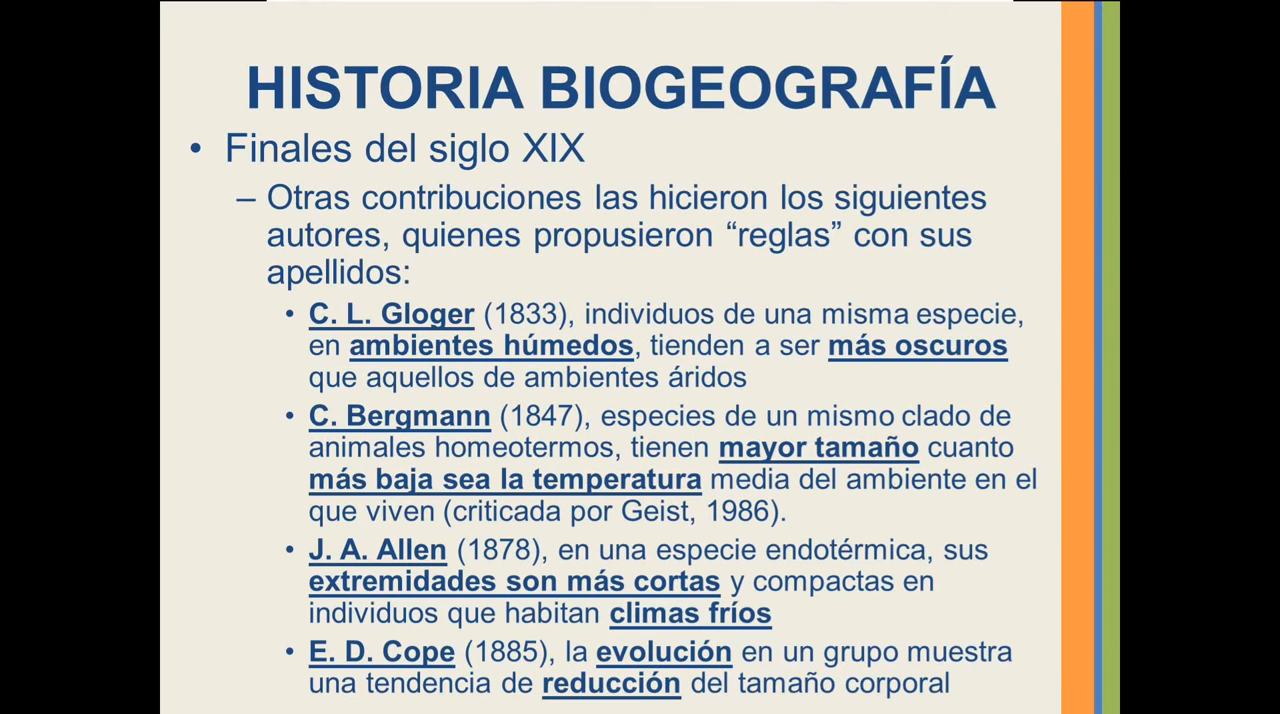 HISTORIA BIOGEOGRAFÍA
• Finales del siglo XIX
– Otras contribuciones las hicieron los siguientes
autores, quienes propusieron “reglas” con sus
apellidos:
• C. L. Gloger (1833), individuos de una misma especie,
en ambientes húmedos, tienden a ser más oscuros
que aquellos de ambientes áridos
• C. Bergmann (1847), especies de un mismo clado de
animales homeotermos, tienen mayor tamaño cuanto
más baja sea la temperatura media del ambiente en el
que viven (criticada por Geist, 1986).
• J. A. Allen (1878), en una especie endotérmica, sus
extremidades son más cortas y compactas en
individuos que habitan climas fríos
• E. D. Cope (1885), la evolución en un grupo muestra
una tendencia de reducción del tamaño corporal